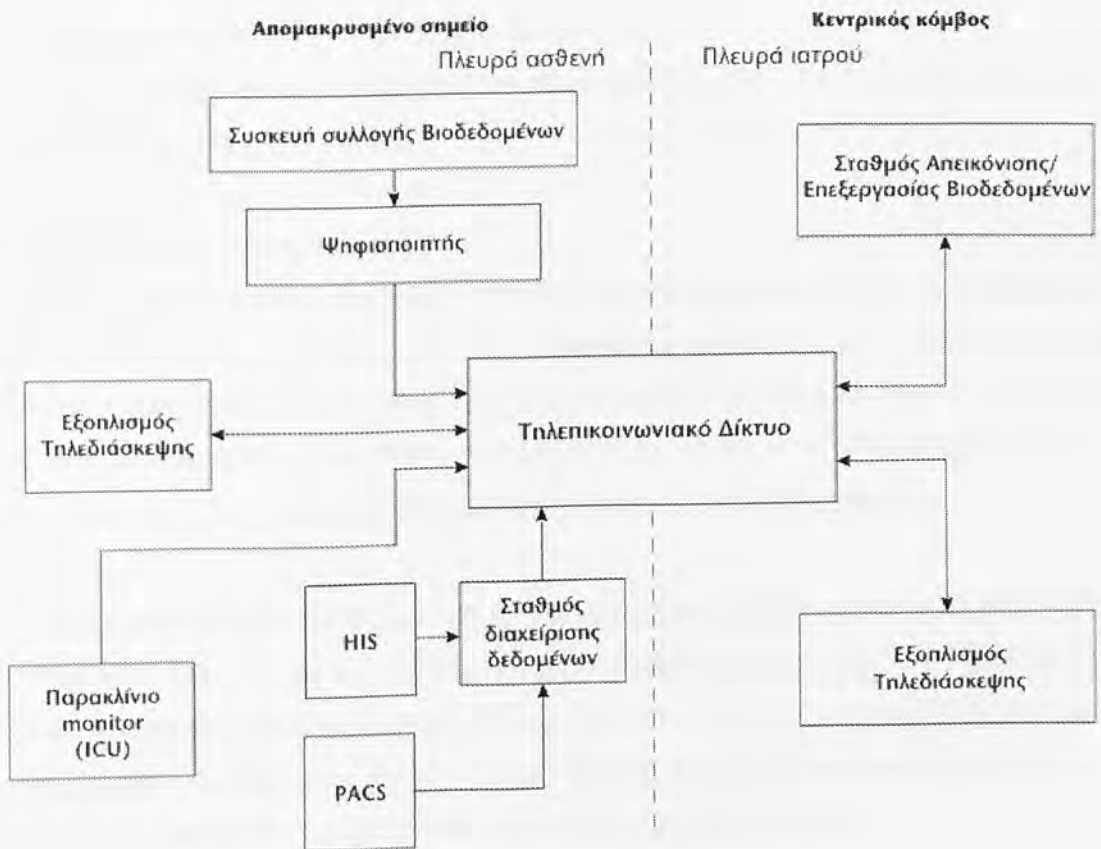 Απομακρυσμένο σημείο
Κεντρικός κόμβος
Πλευρά ασθενή
Πλευρά ιατρού
Συσκευή συλλογής Βιοδεδομένων
Σταθμός Απεικόνισης/
Επεξεργασίας Βιοδεδομένων
Ψηφιοποιητής
Εξοπλισμός
Τηλεδιάσκεψης
Τηλεπικοινωνιακό Δίκτυο
HIS
Σταθμός
διαχείρισης
δεδομένων
Εξοπλισμός
Τηλεδιάσκεψης
Παρακλίνιο
monitor
(ICU)
PACS